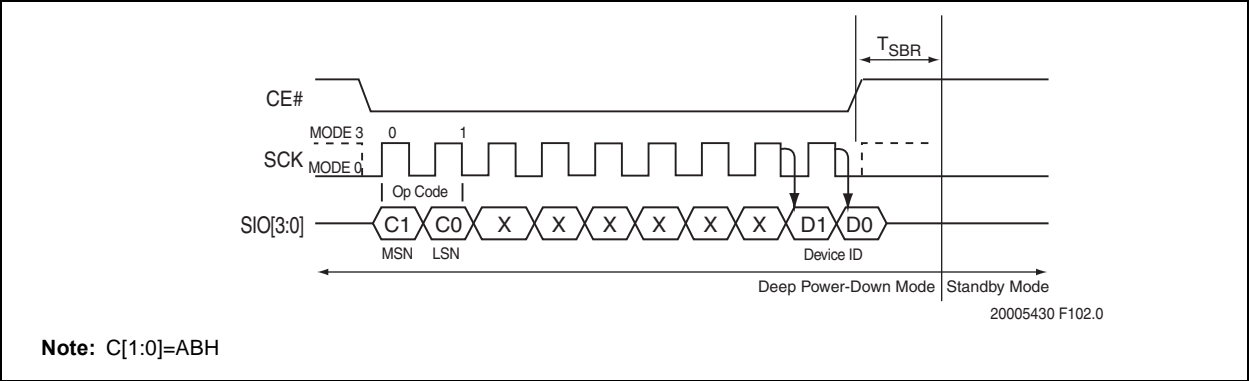 TSBR
CE#
MODE 3 0 1
SCK
MODE 0
Op Code
SIO[3:0] C1 C0 X X X X X X D1 D0
MSN LSN Device ID
Deep Power-Down Mode Standby Mode
20005430 F102.0
Note: C[1:0]=ABH